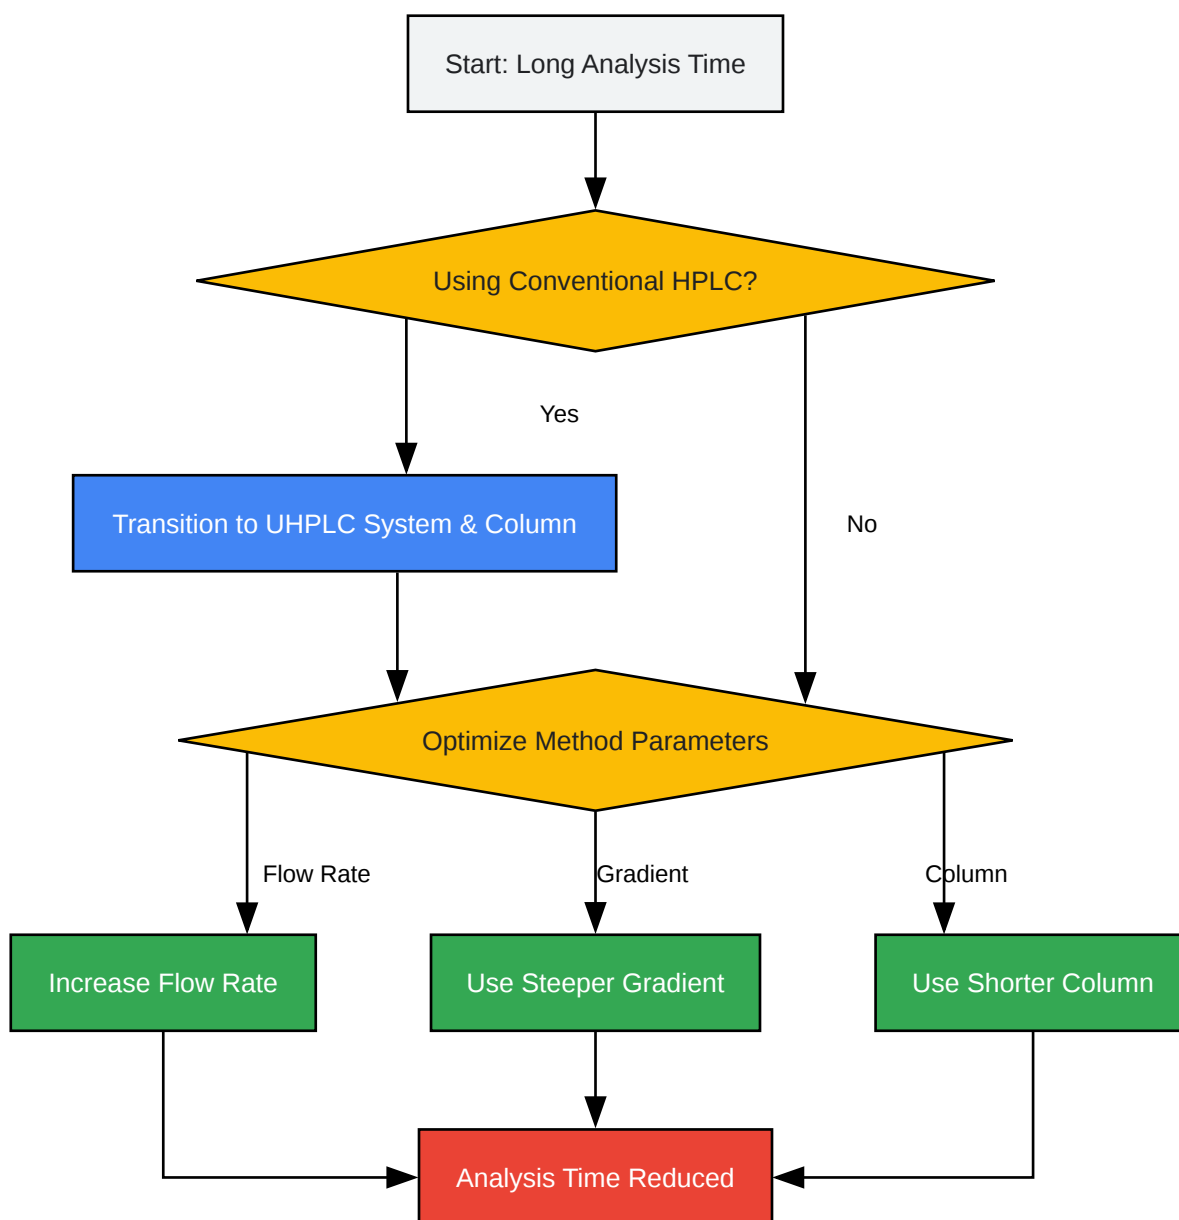 Start: Long Analysis Time
Using Conventional HPLC?
Yes
Transition to UHPLC System & Column
No
Optimize Method Parameters
Flow Rate
Gradient
Column
Increase Flow Rate
Use Steeper Gradient
Use Shorter Column
Analysis Time Reduced